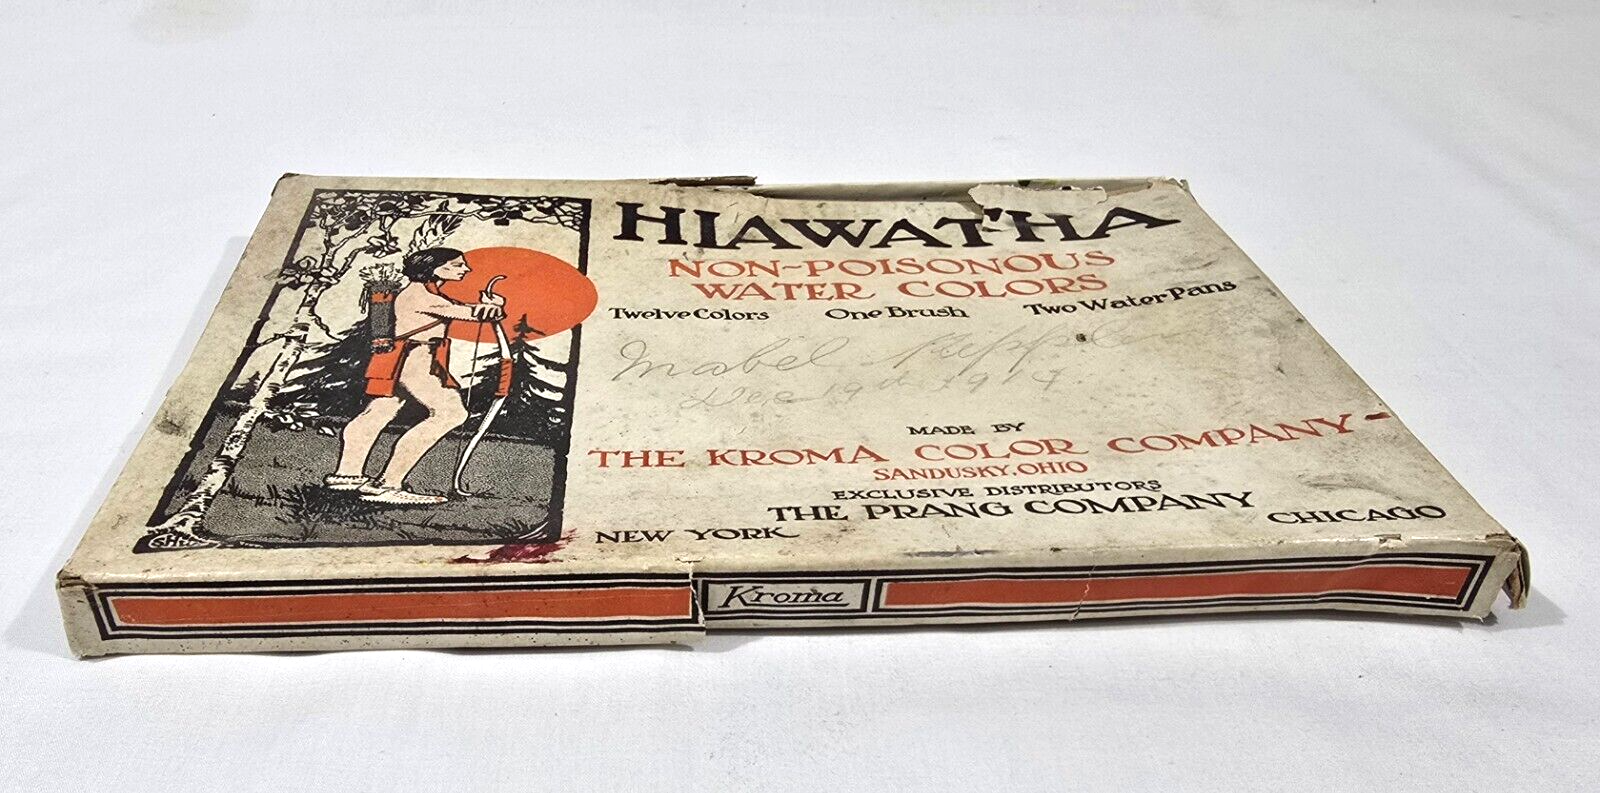 HIAWATHA
NON-POISONOUS
WATER COLORS
Twelve Colors One Brush Two Water Pans
Mabel
Dec 19th 1914
MADE BY
THE KROMA COLOR COMPANY-
SANDUSKY, OHIO
EXCLUSIVE DISTRIBUTORS
THE PRANG COMPANY
NEW YORK CHICAGO
Kroma